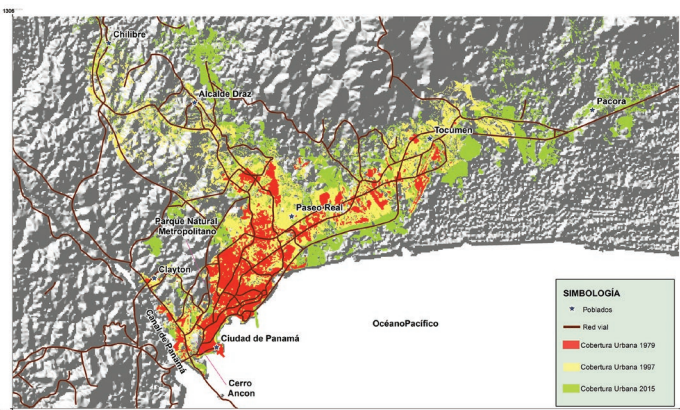 1306
Chilibre
Alcalde Díaz
Pacora
Tocumen
Paseo Real
Parque Natural
Metropolitano
Clayton
Canal de Panamá
Ciudad de Panamá
OcéanoPacífico
Cerro
Ancon
SIMBOLOGÍA
Poblados
Red vial
Cobertura Urbana 1979
Cobertura Urbana 1997
Cobertura Urbana 2015